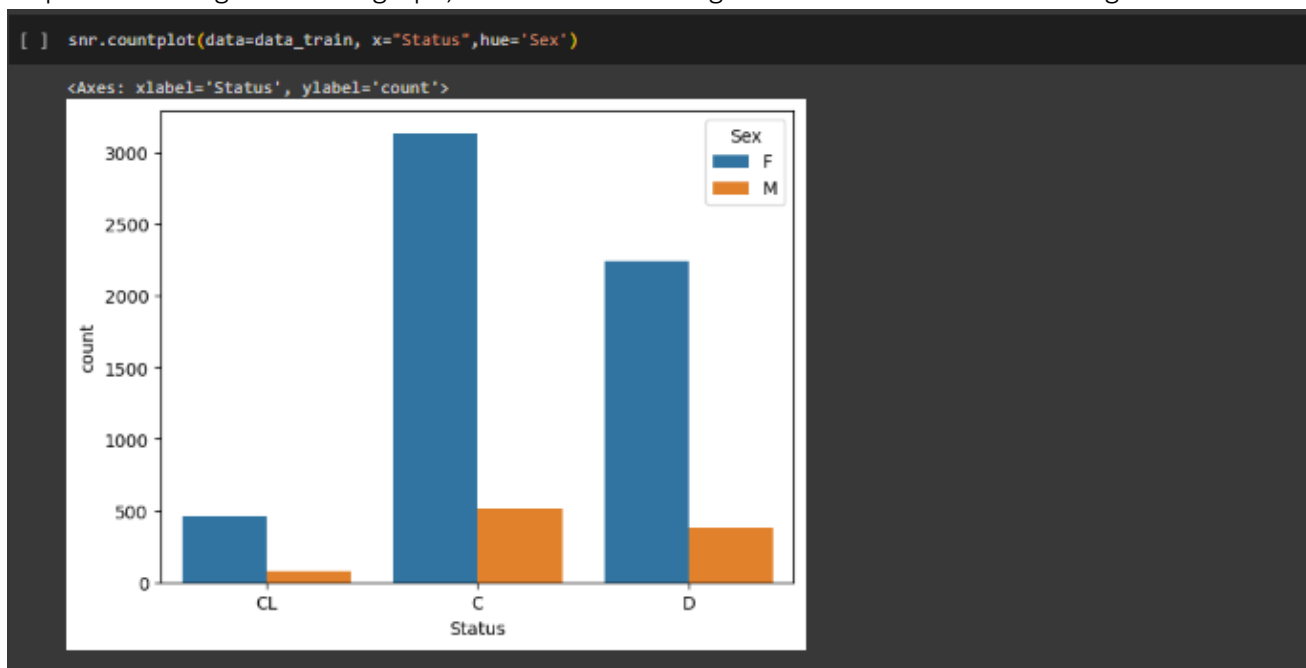 [ ] snr.countplot(data=data_train, x="Status",hue='Sex')
<Axes: xlabel='Status', ylabel='count'>
Sex
F
M
3000
2500
2000
1500
1000
500
0
count
CL C D
Status